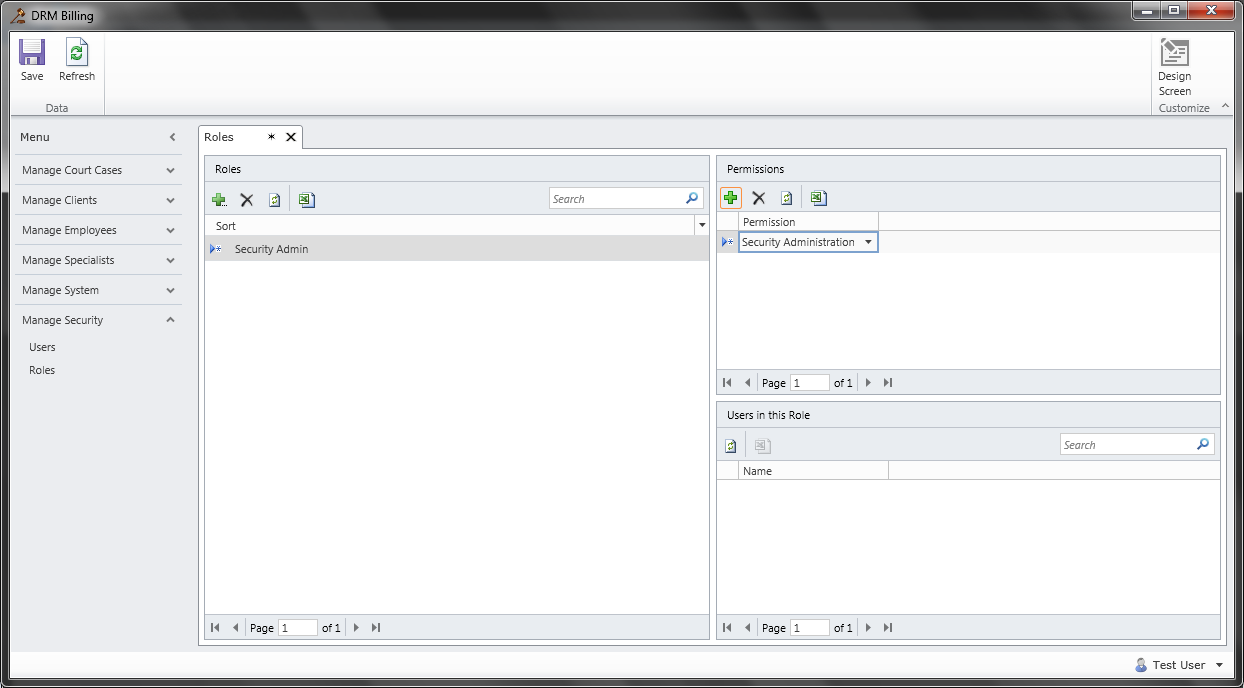 DRM Billing
Save
Refresh
Data
Design
Screen
Customize
Menu
Manage Court Cases
Manage Clients
Manage Employees
Manage Specialists
Manage System
Manage Security
Users
Roles
Roles *
Roles
Search
Sort
Security Admin
Page 1 of 1
Permissions
Permission
Security Administration
Page 1 of 1
Users in this Role
Search
Name
Page 1 of 1
Test User